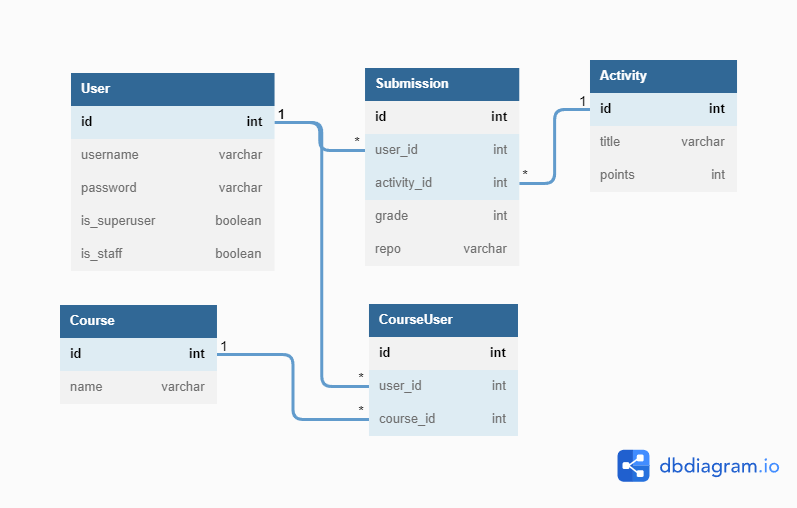 User
id int
username varchar
password varchar
is_superuser boolean
is_staff boolean
1
*
Submission
id int
user_id int
activity_id int
grade int
repo varchar
*
1
Activity
id int
title varchar
points int
Course
id int
name varchar
1
*
*
CourseUser
id int
user_id int
course_id int
dbdiagram.io